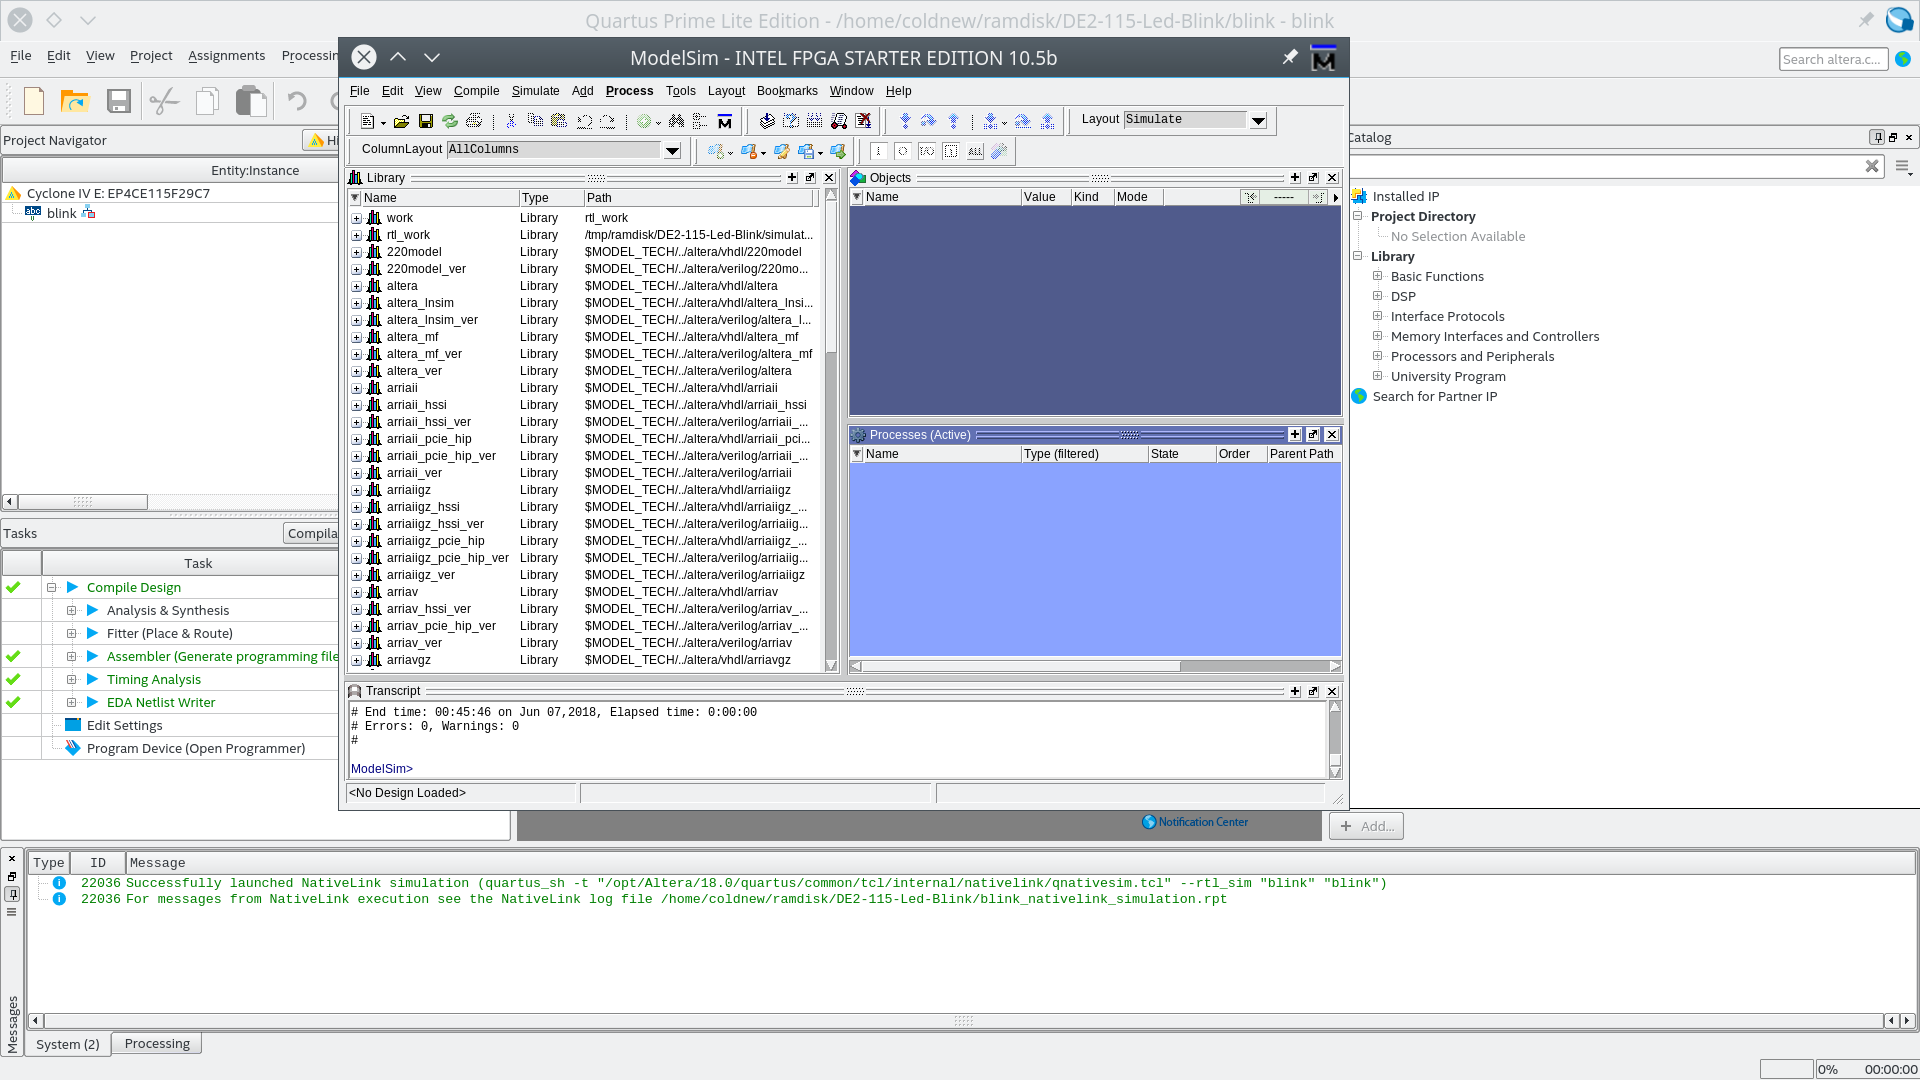 Quartus Prime Lite Edition - /home/coldnew/ramdisk/DE2-115-Led-Blink/blink - blink
File Edit View Project Assignments Processin
Search altera.c...
Project Navigator
Hi
Entity:Instance
Cyclone IV E: EP4CE115F29C7
blink
Tasks
Compila
Task
Compile Design
Analysis & Synthesis
Fitter (Place & Route)
Assembler (Generate programming file
Timing Analysis
EDA Netlist Writer
Edit Settings
Program Device (Open Programmer)
ModelSim - INTEL FPGA STARTER EDITION 10.5b
File Edit View Compile Simulate Add Process Tools Layout Bookmarks Window Help
Layout Simulate
ColumnLayout AllColumns
Library
Name Type Path
work Library rtl_work
rtl_work Library /tmp/ramdisk/DE2-115-Led-Blink/simulat...
220model Library $MODEL_TECH/../altera/vhdl/220model
220model_ver Library $MODEL_TECH/../altera/verilog/220mo...
altera Library $MODEL_TECH/../altera/vhdl/altera
altera_lnsim Library $MODEL_TECH/../altera/vhdl/altera_lnsi...
altera_lnsim_ver Library $MODEL_TECH/../altera/verilog/altera_l...
altera_mf Library $MODEL_TECH/../altera/vhdl/altera_mf
altera_mf_ver Library $MODEL_TECH/../altera/verilog/altera_mf
altera_ver Library $MODEL_TECH/../altera/verilog/altera
arriaii Library $MODEL_TECH/../altera/vhdl/arriaii
arriaii_hssi Library $MODEL_TECH/../altera/vhdl/arriaii_hssi
arriaii_hssi_ver Library $MODEL_TECH/../altera/verilog/arriaii_...
arriaii_pcie_hip Library $MODEL_TECH/../altera/vhdl/arriaii_pci...
arriaii_pcie_hip_ver Library $MODEL_TECH/../altera/verilog/arriaii_...
arriaii_ver Library $MODEL_TECH/../altera/verilog/arriaii
arriaiigz Library $MODEL_TECH/../altera/vhdl/arriaiigz
arriaiigz_hssi Library $MODEL_TECH/../altera/vhdl/arriaiigz_...
arriaiigz_hssi_ver Library $MODEL_TECH/../altera/verilog/arriaiig...
arriaiigz_pcie_hip Library $MODEL_TECH/../altera/vhdl/arriaiigz_...
arriaiigz_pcie_hip_ver Library $MODEL_TECH/../altera/verilog/arriaiig...
arriaiigz_ver Library $MODEL_TECH/../altera/verilog/arriaiigz
arriav Library $MODEL_TECH/../altera/vhdl/arriav
arriav_hssi_ver Library $MODEL_TECH/../altera/verilog/arriav_...
arriav_pcie_hip_ver Library $MODEL_TECH/../altera/verilog/arriav_...
arriav_ver Library $MODEL_TECH/../altera/verilog/arriav
arriavgz Library $MODEL_TECH/../altera/vhdl/arriavgz
Objects
Name Value Kind Mode
Processes (Active)
Name Type (filtered) State Order Parent Path
Transcript
# End time: 00:45:46 on Jun 07,2018, Elapsed time: 0:00:00
# Errors: 0, Warnings: 0
#
ModelSim>
<No Design Loaded>
Catalog
Installed IP
Project Directory
No Selection Available
Library
Basic Functions
DSP
Interface Protocols
Memory Interfaces and Controllers
Processors and Peripherals
University Program
Search for Partner IP
Notification Center
+ Add...
Type ID Message
22036 Successfully launched NativeLink simulation (quartus_sh -t "/opt/Altera/18.0/quartus/common/tcl/internal/nativelink/qnativesim.tcl" --rtl_sim "blink" "blink")
22036 For messages from NativeLink execution see the NativeLink log file /home/coldnew/ramdisk/DE2-115-Led-Blink/blink_nativelink_simulation.rpt
Messages
System (2) Processing
0% 00:00:00